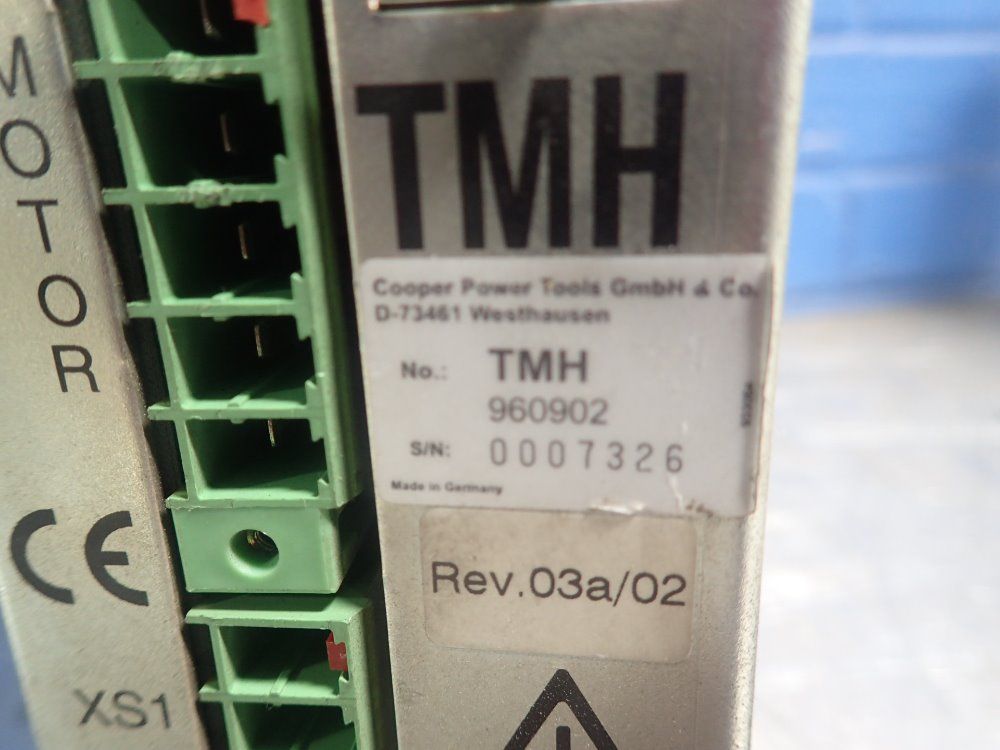 MOTOR
CE
XS1
TMH
Cooper Power Tools GmbH & Co.
D-73461 Westhausen
No.: TMH
960902
S/N: 0007326
Made in Germany
Rev.03a/02